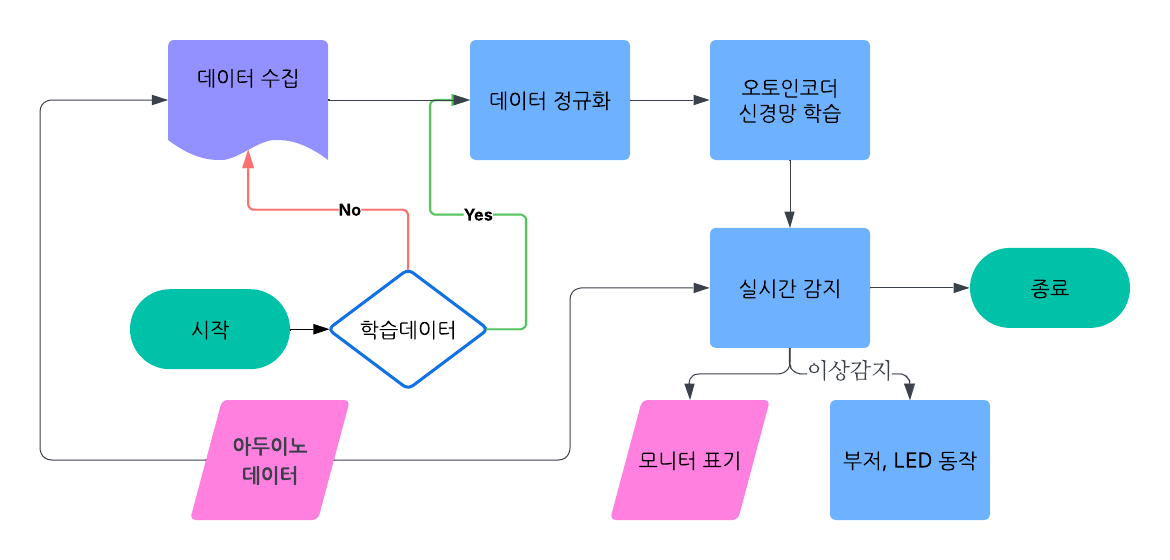 데이터 수집
데이터 정규화
오토인코더
신경망 학습
No
Yes
시작
학습데이터
실시간 감지
종료
이상감지
아두이노
데이터
모니터 표기
부저, LED 동작